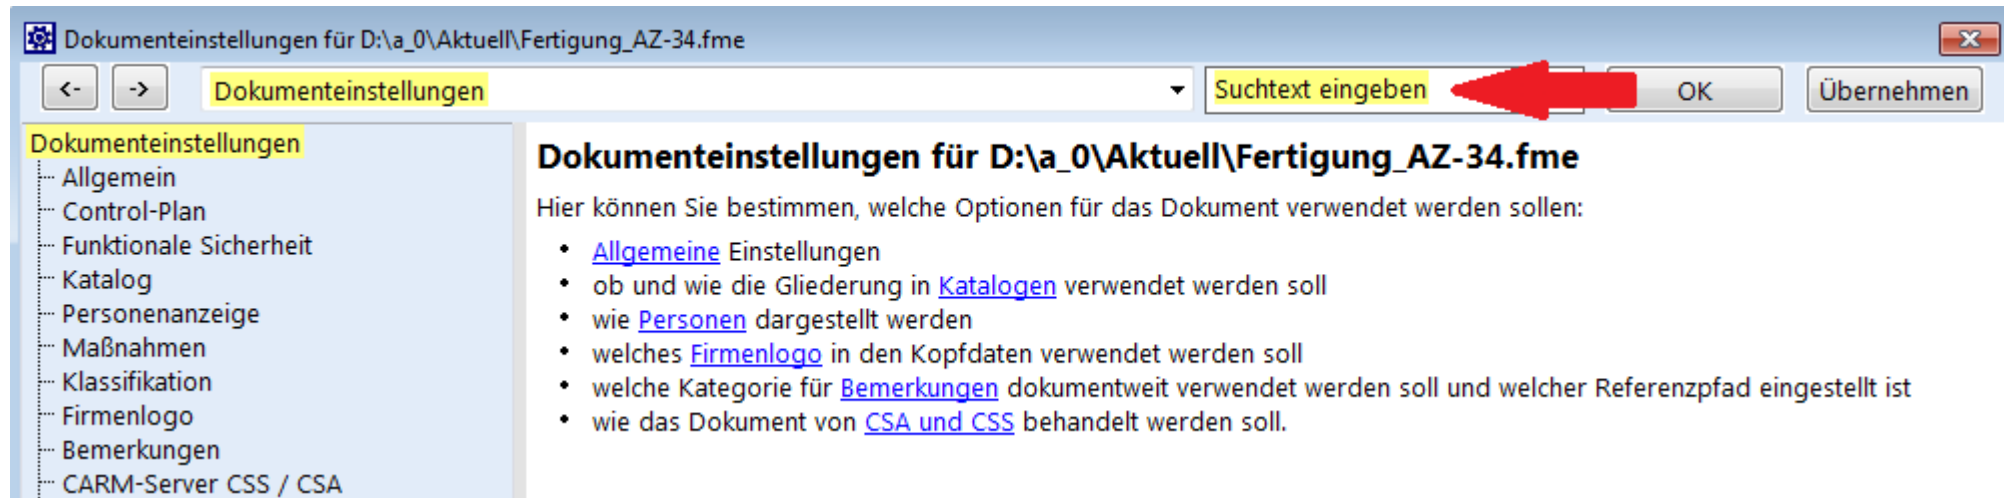 Dokumenteinstellungen für D:\a_0\Aktuell\Fertigung_AZ-34.fme
<- -> Dokumenteinstellungen Suchtext eingeben OK Übernehmen
Dokumenteinstellungen
Allgemein
Control-Plan
Funktionale Sicherheit
Katalog
Personenanzeige
Maßnahmen
Klassifikation
Firmenlogo
Bemerkungen
CARM-Server CSS / CSA
Dokumenteinstellungen für D:\a_0\Aktuell\Fertigung_AZ-34.fme
Hier können Sie bestimmen, welche Optionen für das Dokument verwendet werden sollen:
• Allgemeine Einstellungen
• ob und wie die Gliederung in Katalogen verwendet werden soll
• wie Personen dargestellt werden
• welches Firmenlogo in den Kopfdaten verwendet werden soll
• welche Kategorie für Bemerkungen dokumentweit verwendet werden soll und welcher Referenzpfad eingestellt ist
• wie das Dokument von CSA und CSS behandelt werden soll.